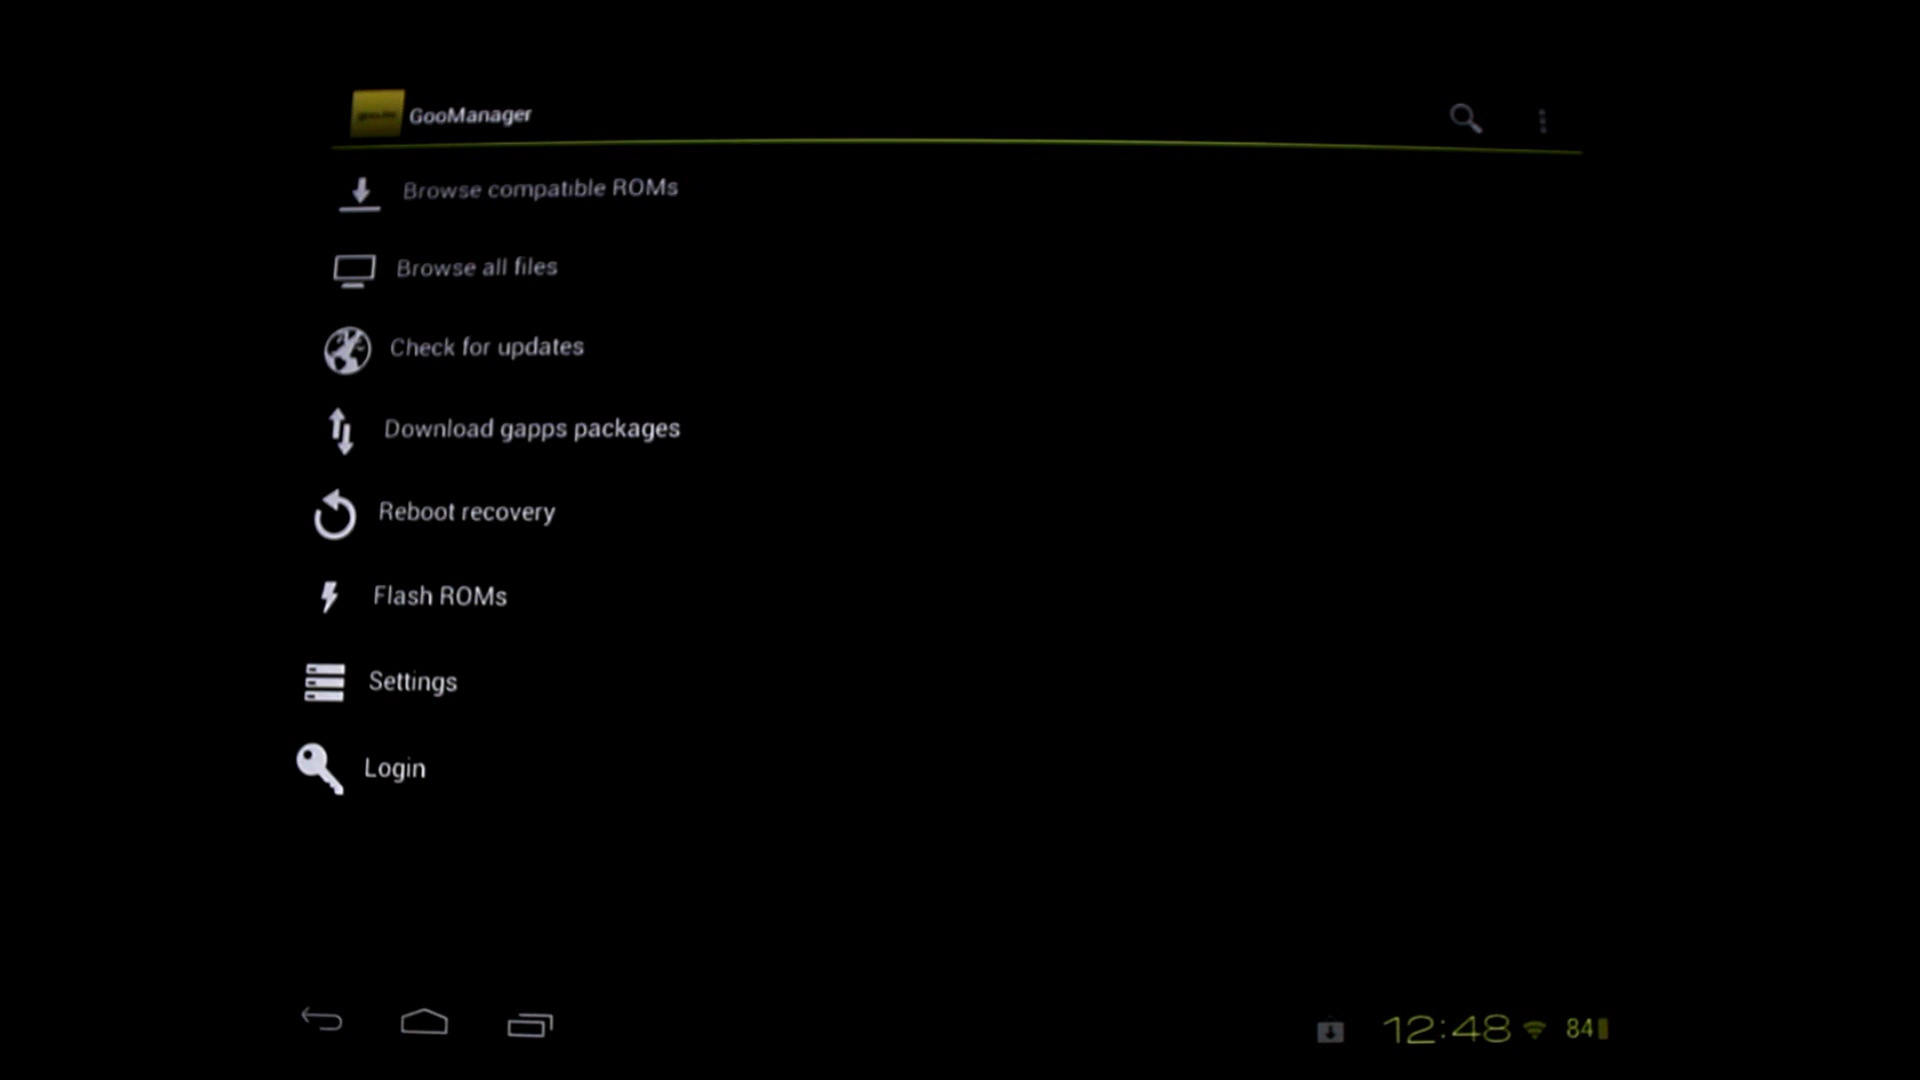 GooManager
Browse compatible ROMs
Browse all files
Check for updates
Download gapps packages
Reboot recovery
Flash ROMs
Settings
Login
12:48 84